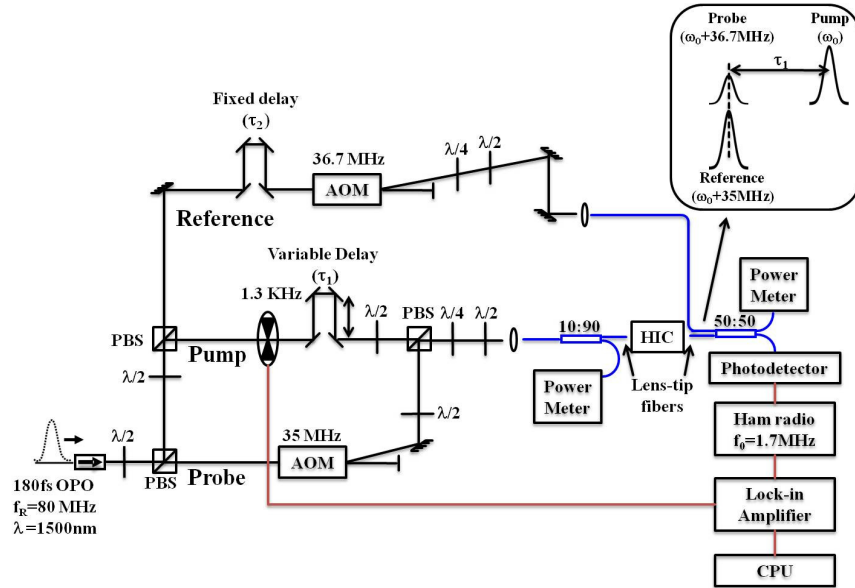 Probe
(ω0+36.7MHz)
Pump
(ω0)
τ1
Reference
(ω0+35MHz)
Fixed delay
(τ2)
36.7 MHz
AOM
λ/4
λ/2
Reference
Variable Delay
(τ1)
1.3 KHz
PBS
Pump
λ/2
PBS
λ/4
λ/2
10:90
HIC
50:50
Power
Meter
Power
Meter
Lens-tip
fibers
Photodetector
λ/2
λ/2
λ/2
35 MHz
AOM
PBS
Probe
Ham radio
f0=1.7MHz
180fs OPO
fR=80 MHz
λ=1500nm
Lock-in
Amplifier
CPU